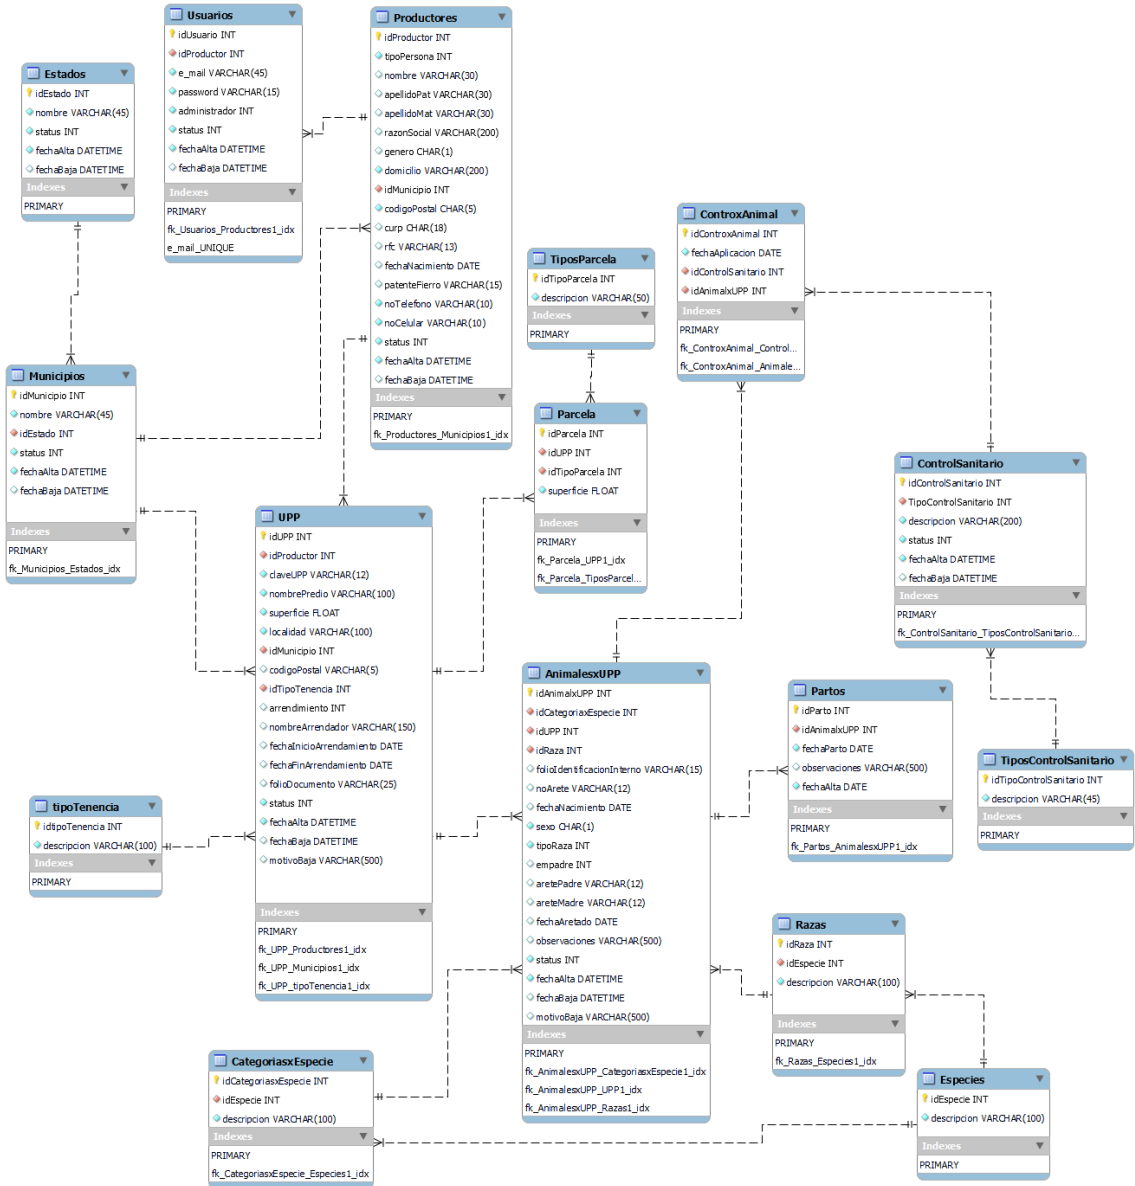 Usuarios
idUsuario INT
idProductor INT
e_mail VARCHAR(45)
password VARCHAR(15)
administrador INT
status INT
fechaAlta DATETIME
fechaBaja DATETIME
Indexes
PRIMARY
fk_Usuarios_Productores1_idx
e_mail_UNIQUE
Productores
idProductor INT
tipoPersona INT
nombre VARCHAR(30)
apellidoPat VARCHAR(30)
apellidoMat VARCHAR(30)
razonSocial VARCHAR(200)
genero CHAR(1)
domicilio VARCHAR(200)
idMunicipio INT
codigoPostal CHAR(5)
curp CHAR(18)
rfc VARCHAR(13)
fechaNacimiento DATE
patenteFierro VARCHAR(15)
noTelefono VARCHAR(10)
noCelular VARCHAR(10)
status INT
fechaAlta DATETIME
fechaBaja DATETIME
Indexes
PRIMARY
fk_Productores_Municipios1_idx
Estados
idEstado INT
nombre VARCHAR(45)
status INT
fechaAlta DATETIME
fechaBaja DATETIME
Indexes
PRIMARY
ControxAnimal
idControxAnimal INT
fechaAplicacion DATE
idControlSanitario INT
idAnimalxUPP INT
Indexes
PRIMARY
fk_ControxAnimal_Control...
fk_ControxAnimal_Animale...
TiposParcela
idTipoParcela INT
descripcion VARCHAR(50)
Indexes
PRIMARY
Municipios
idMunicipio INT
nombre VARCHAR(45)
idEstado INT
status INT
fechaAlta DATETIME
fechaBaja DATETIME
Indexes
PRIMARY
fk_Municipios_Estados_idx
Parcela
idParcela INT
idUPP INT
idTipoParcela INT
superficie FLOAT
Indexes
PRIMARY
fk_Parcela_UPP1_idx
fk_Parcela_TiposParcel...
ControlSanitario
idControlSanitario INT
TipoControlSanitario INT
descripcion VARCHAR(200)
status INT
fechaAlta DATETIME
fechaBaja DATETIME
Indexes
PRIMARY
fk_ControlSanitario_TiposControlSanitario...
UPP
idUPP INT
idProductor INT
claveUPP VARCHAR(12)
nombrePredio VARCHAR(100)
superficie FLOAT
localidad VARCHAR(100)
idMunicipio INT
codigoPostal VARCHAR(5)
idTipoTenencia INT
arrendimiento INT
nombreArrendador VARCHAR(150)
fechaInicioArrendamiento DATE
fechaFinArrendamiento DATE
folioDocumento VARCHAR(25)
status INT
fechaAlta DATETIME
fechaBaja DATETIME
motivoBaja VARCHAR(500)
Indexes
PRIMARY
fk_UPP_Productores1_idx
fk_UPP_Municipios1_idx
fk_UPP_tipoTenencia1_idx
AnimalesxUPP
idAnimalxUPP INT
idCategoriaxEspecie INT
idUPP INT
idRaza INT
folioIdentificacionInterno VARCHAR(15)
noArete VARCHAR(12)
fechaNacimiento DATE
sexo CHAR(1)
tipoRaza INT
empadre INT
aretePadre VARCHAR(12)
areteMadre VARCHAR(12)
fechaAretado DATE
observaciones VARCHAR(500)
status INT
fechaAlta DATETIME
fechaBaja DATETIME
motivoBaja VARCHAR(500)
Indexes
PRIMARY
fk_AnimalesxUPP_CategoriasxEspecie1_idx
fk_AnimalesxUPP_UPP1_idx
fk_AnimalesxUPP_Razas1_idx
Partos
idParto INT
idAnimalxUPP INT
fechaParto DATE
observaciones VARCHAR(500)
fechaAlta DATE
Indexes
PRIMARY
fk_Partos_AnimalesxUPP1_idx
TiposControlSanitario
idTipoControlSanitario INT
descripcion VARCHAR(45)
Indexes
PRIMARY
tipoTenencia
idtipoTenencia INT
descripcion VARCHAR(100)
Indexes
PRIMARY
Razas
idRaza INT
idEspecie INT
descripcion VARCHAR(100)
Indexes
PRIMARY
fk_Razas_Especies1_idx
CategoriasxEspecie
idCategoriasxEspecie INT
idEspecie INT
descripcion VARCHAR(100)
Indexes
PRIMARY
fk_CategoriasxEspecie_Especies1_idx
Especies
idEspecie INT
descripcion VARCHAR(100)
Indexes
PRIMARY